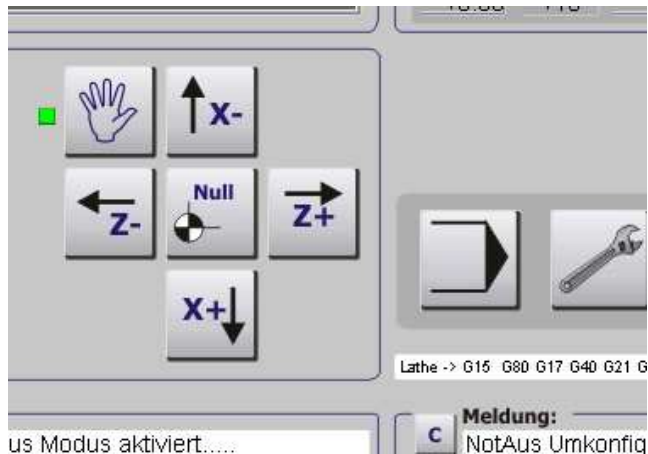 X-
Z-
Null
Z+
X+
Lathe -> G15 G80 G17 G40 G21
Meldung:
us Modus aktiviert.....
C
NotAus Umkonfig